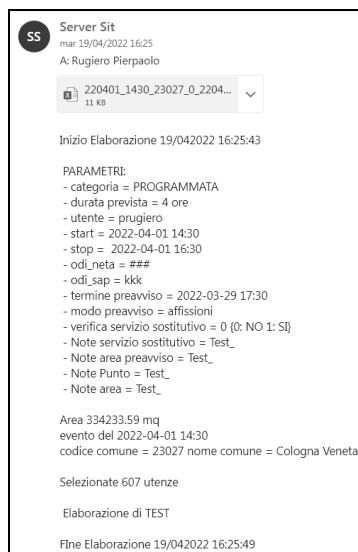 SS
Server Sit
mar 19/04/2022 16:25
A: Rugiero Pierpaolo
220401_1430_23027_0_2204...
11 KB
Inizio Elaborazione 19/042022 16:25:43
PARAMETRI:
- categoria = PROGRAMMATA
- durata prevista = 4 ore
- utente = prugiero
- start = 2022-04-01 14:30
- stop = 2022-04-01 16:30
- odi_neta = ###
- odi_sap = kkk
- termine preavviso = 2022-03-29 17:30
- modo preavviso = affissioni
- verifica servizio sostitutivo = 0 {0: NO 1: SI}
- Note servizio sostitutivo = Test_
- Note area preavviso = Test_
- Note Punto = Test_
- Note area = Test_
Area 334233.59 mq
evento del 2022-04-01 14:30
codice comune = 23027 nome comune = Cologna Veneta
Selezionate 607 utenze
Elaborazione di TEST
FIne Elaborazione 19/042022 16:25:49